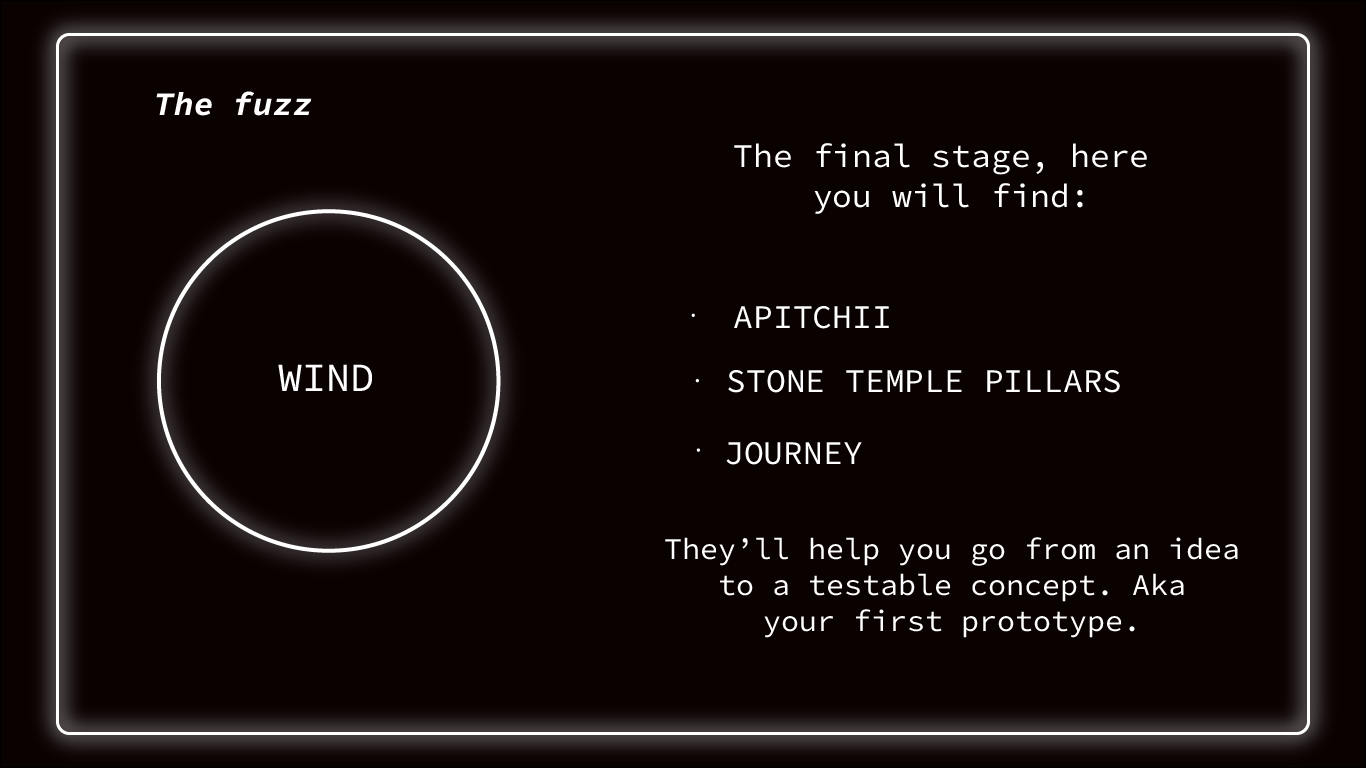 The fuzz
The final stage, here
you will find:
WIND
· APITCHII
· STONE TEMPLE PILLARS
· JOURNEY
They’ll help you go from an idea
to a testable concept. Aka
your first prototype.